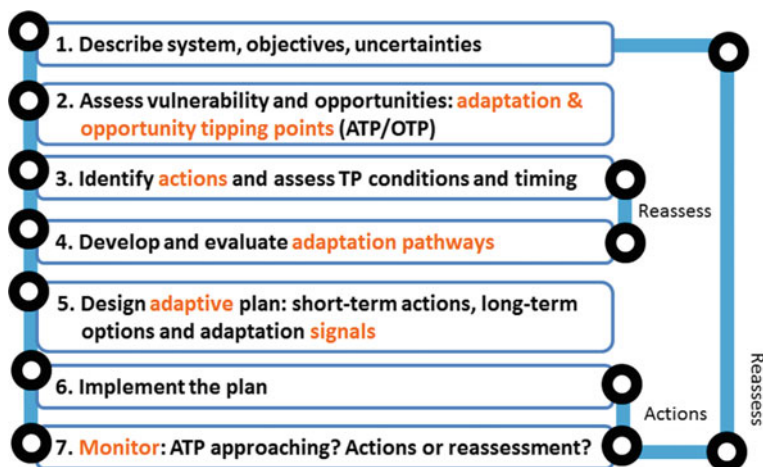 1. Describe system, objectives, uncertainties
2. Assess vulnerability and opportunities: adaptation &
opportunity tipping points (ATP/OTP)
3. Identify actions and assess TP conditions and timing
Reassess
4. Develop and evaluate adaptation pathways
5. Design adaptive plan: short-term actions, long-term
options and adaptation signals
Reassess
6. Implement the plan
Actions
7. Monitor: ATP approaching? Actions or reassessment?